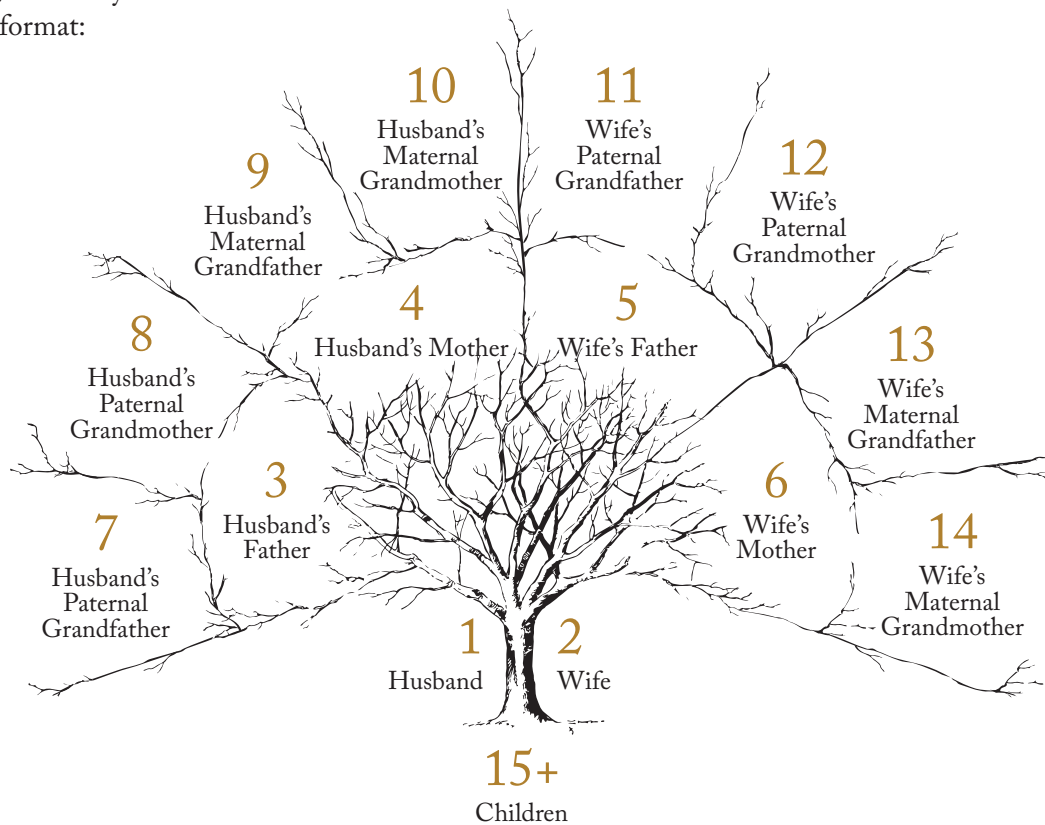 format:
10
Husband's
Maternal
Grandmother
11
Wife's
Paternal
Grandfather
9
Husband's
Maternal
Grandfather
12
Wife's
Paternal
Grandmother
8
Husband's
Paternal
Grandmother
4
Husband's Mother
5
Wife's Father
13
Wife's
Maternal
Grandfather
7
Husband's
Paternal
Grandfather
3
Husband's
Father
6
Wife's
Mother
14
Wife's
Maternal
Grandmother
1
Husband
2
Wife
15+
Children